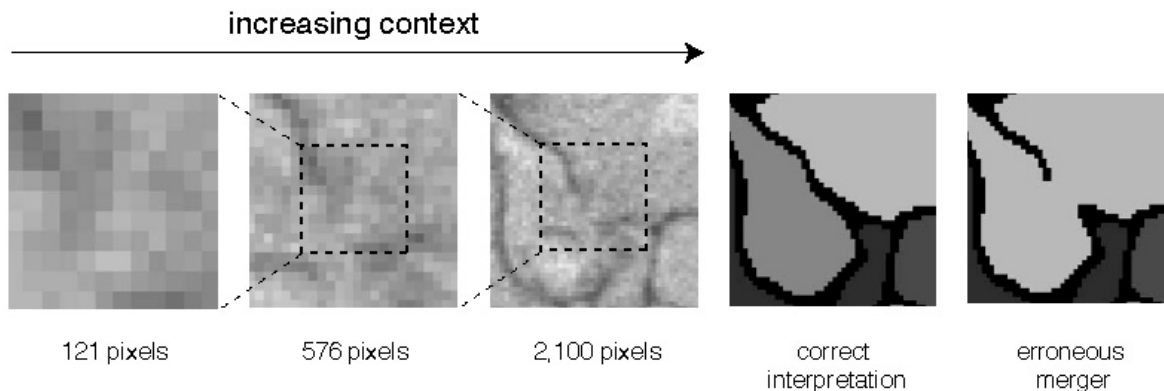 increasing context
121 pixels
576 pixels
2,100 pixels
correct
interpretation
erroneous
merger